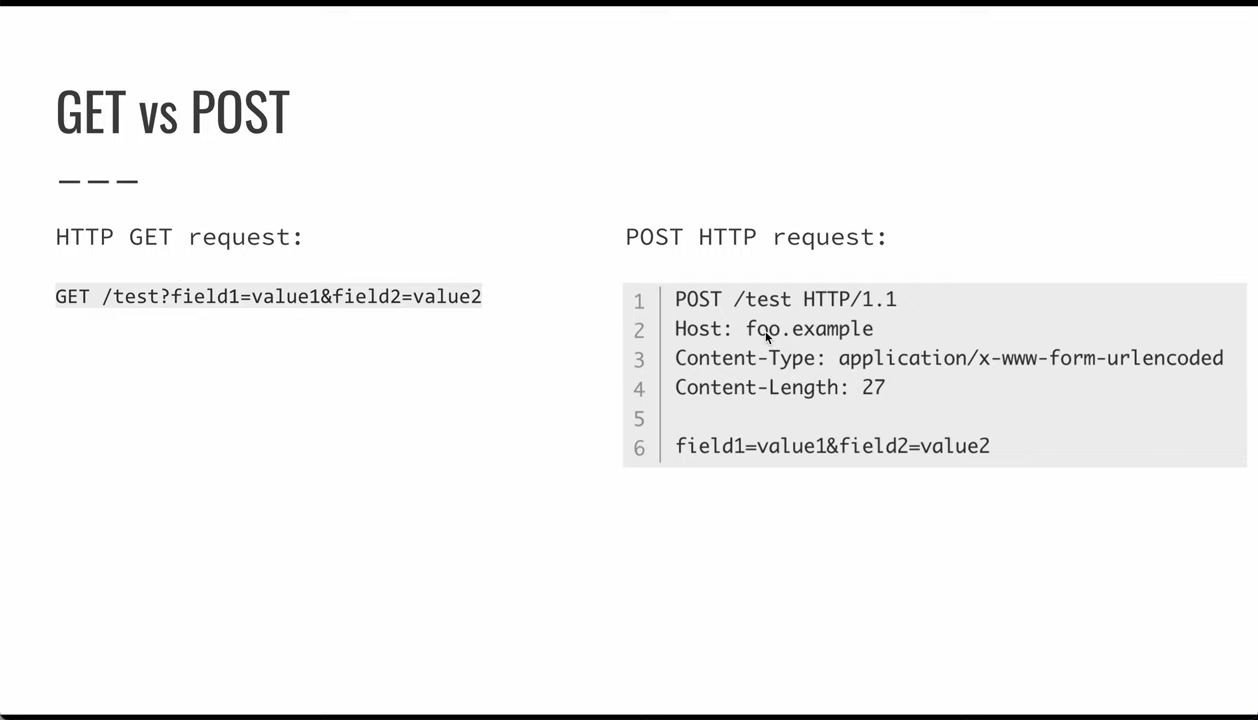 GET vs POST
———
HTTP GET request:
GET /test?field1=value1&field2=value2
POST HTTP request:
1 POST /test HTTP/1.1
2 Host: foo.example
3 Content-Type: application/x-www-form-urlencoded
4 Content-Length: 27
5
6 field1=value1&field2=value2